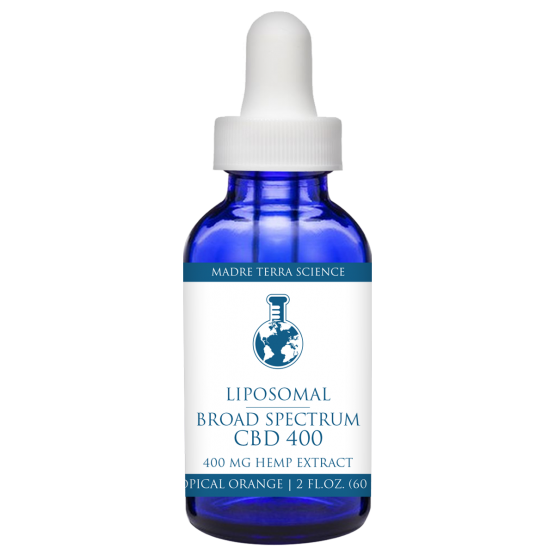 MADRE TERRA SCIENCE
LIPOSOMAL
BROAD SPECTRUM
CBD 400
400 MG HEMP EXTRACT
OPICAL ORANGE | 2 FL.OZ. (60